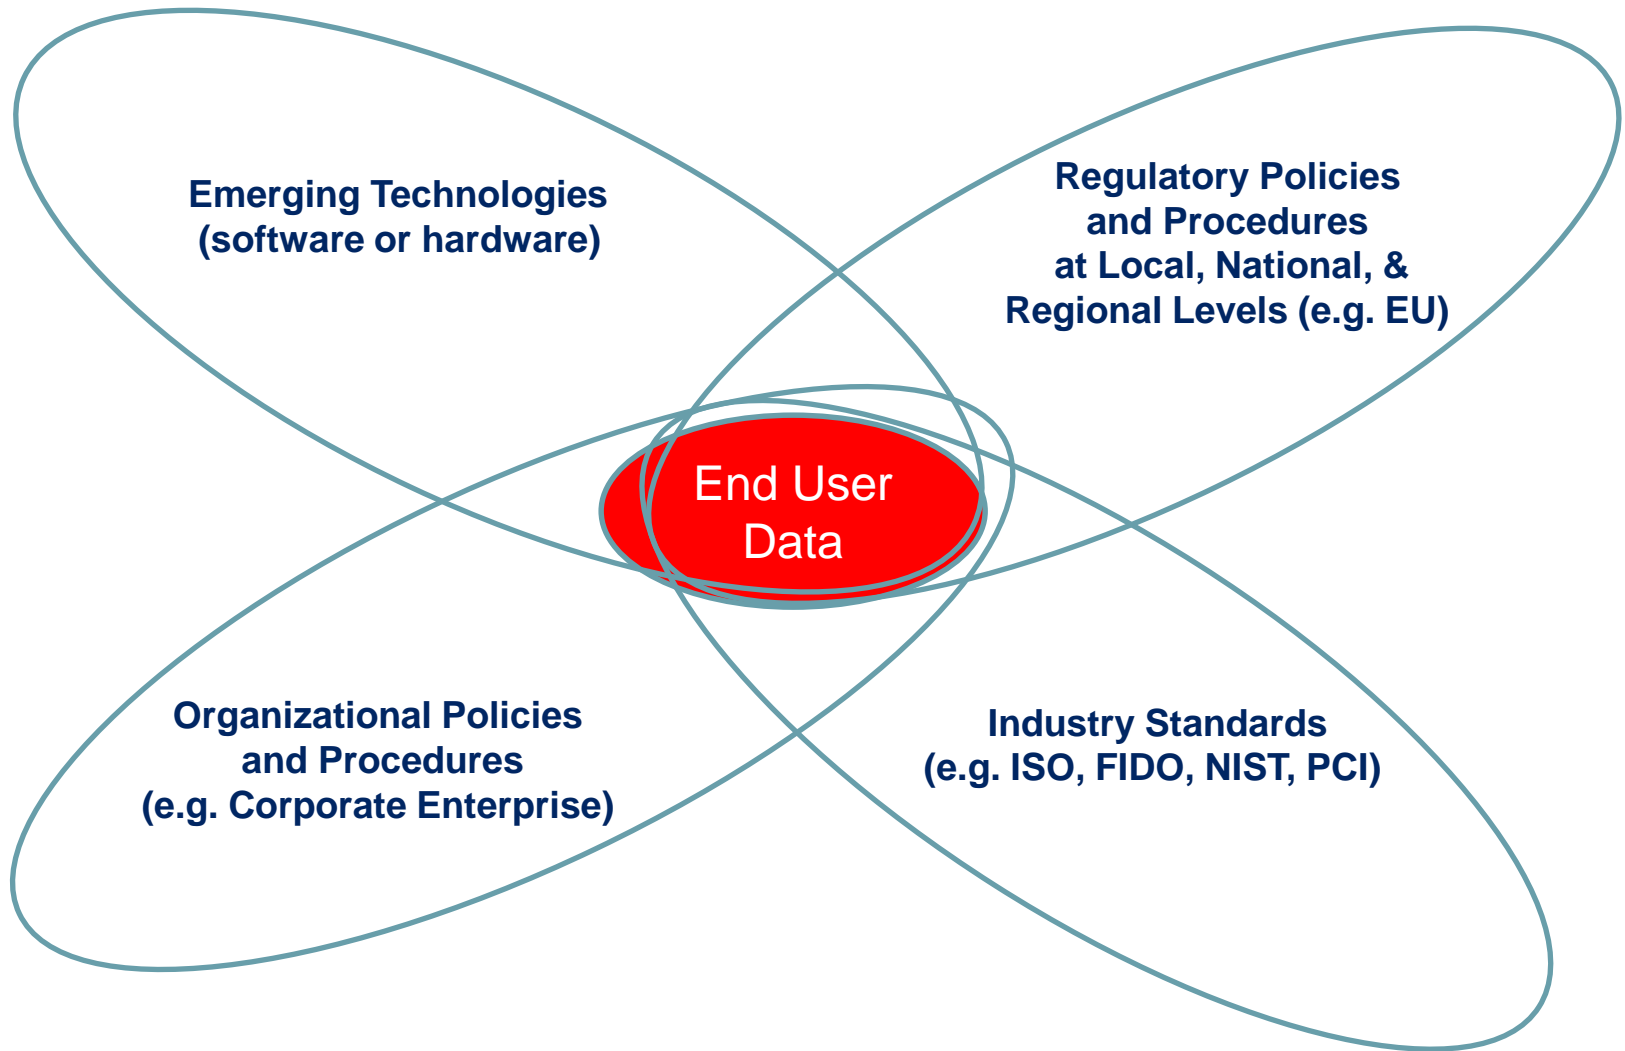 Emerging Technologies
(software or hardware)
Regulatory Policies
and Procedures
at Local, National, &
Regional Levels (e.g. EU)
End User
Data
Organizational Policies
and Procedures
(e.g. Corporate Enterprise)
Industry Standards
(e.g. ISO, FIDO, NIST, PCI)